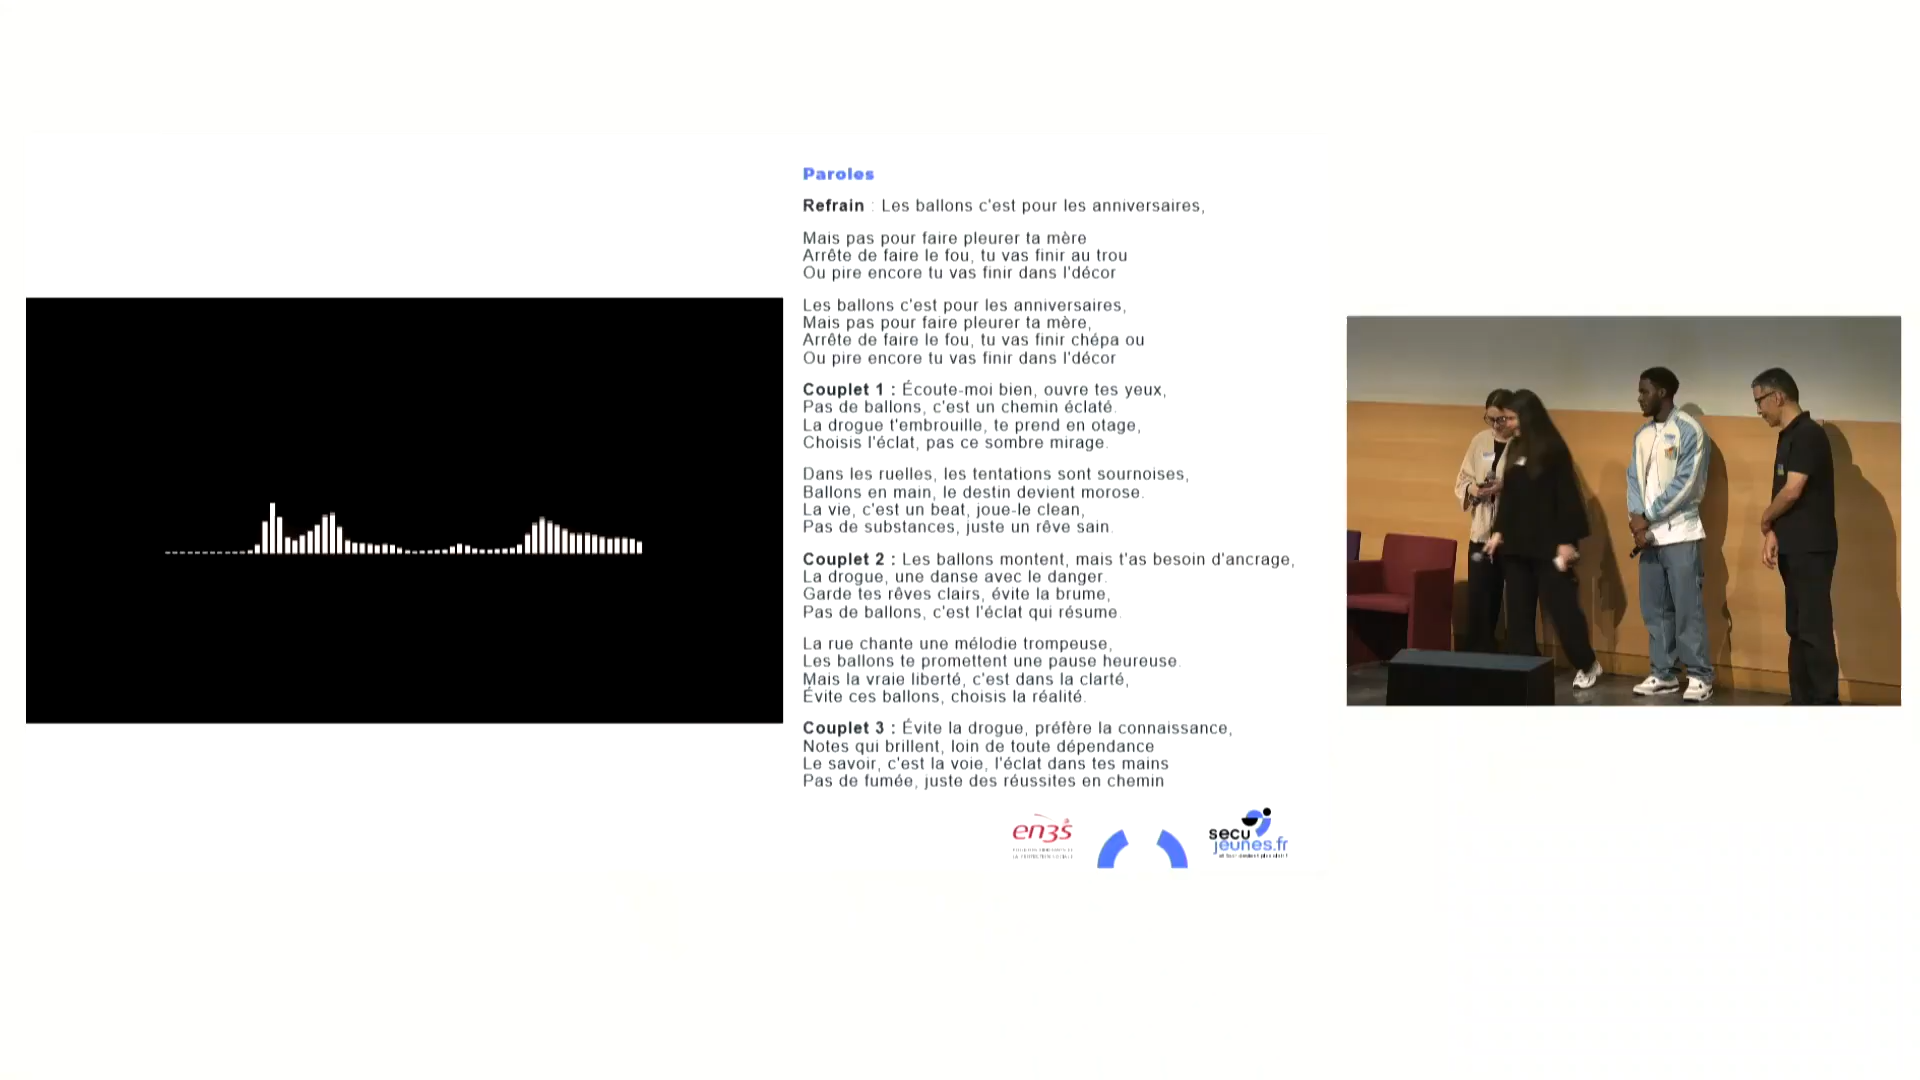 Paroles
Refrain : Les ballons c'est pour les anniversaires,
Mais pas pour faire pleurer ta mère
Arrête de faire le fou, tu vas finir au trou
Ou pire encore tu vas finir dans l'décor
Les ballons c'est pour les anniversaires,
Mais pas pour faire pleurer ta mère,
Arrête de faire le fou, tu vas finir chépa ou
Ou pire encore tu vas finir dans l'décor
Couplet 1 : Écoute-moi bien, ouvre tes yeux,
Pas de ballons, c'est un chemin éclaté.
La drogue t'embrouille, te prend en otage,
Choisis l'éclat, pas ce sombre mirage.
Dans les ruelles, les tentations sont sournoises,
Ballons en main, le destin devient morose.
La vie, c'est un beat, joue-le clean,
Pas de substances, juste un rêve sain.
Couplet 2 : Les ballons montent, mais t'as besoin d'ancrage,
La drogue, une danse avec le danger.
Garde tes rêves clairs, évite la brume,
Pas de ballons, c'est l'éclat qui résume.
La rue chante une mélodie trompeuse,
Les ballons te promettent une pause heureuse.
Mais la vraie liberté, c'est dans la clarté,
Évite ces ballons, choisis la réalité.
Couplet 3 : Évite la drogue, préfère la connaissance,
Notes qui brillent, loin de toute dépendance
Le savoir, c'est la voie, l'éclat dans tes mains
Pas de fumée, juste des réussites en chemin
en3s
secu
jeunes.fr